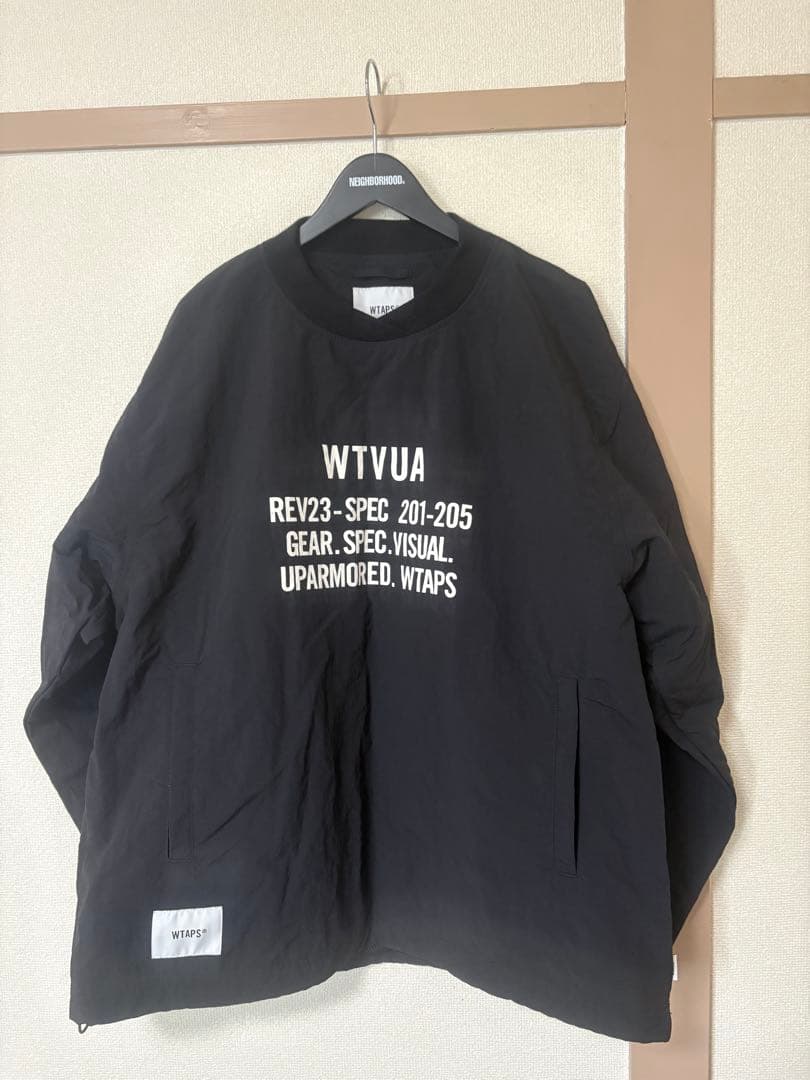 NEIGHBORHOOD®
WTAPS®
WTVUA
REV23-SPEC 201-205
GEAR.SPEC.VISUAL.
UPARMORED. WTAPS
WTAPS®